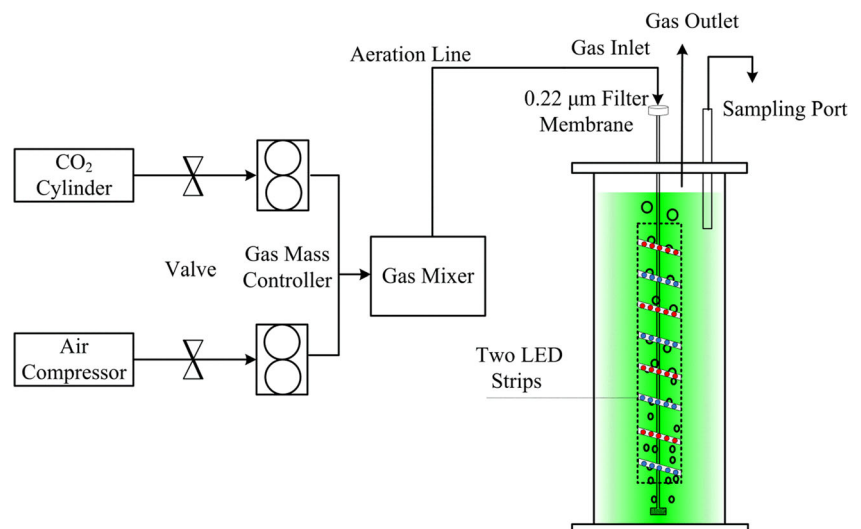 Gas Outlet
Gas Inlet
Aeration Line
0.22 μm Filter
Membrane
Sampling Port
CO₂
Cylinder
Valve
Gas Mass
Controller
Gas Mixer
Air
Compressor
Two LED
Strips